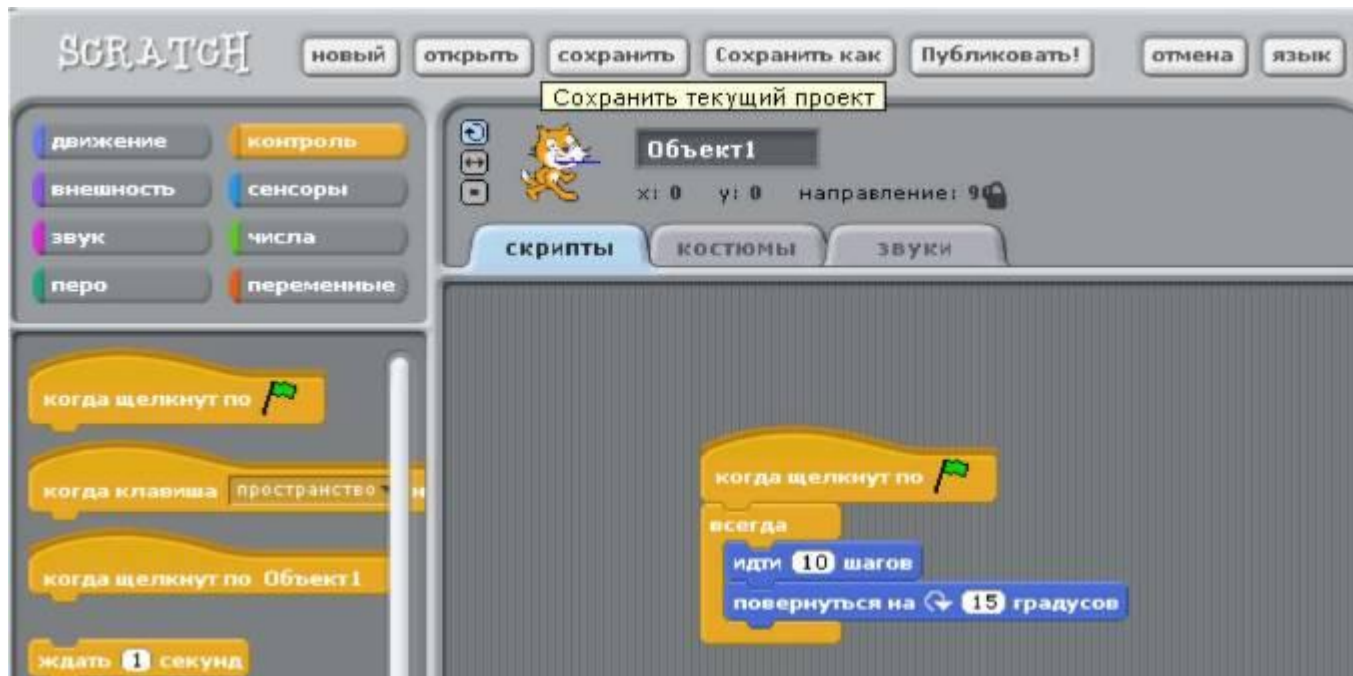 SCRATCH новый открыть сохранить Сохранить как Публиковать! отмена язык
Сохранить текущий проект
движение контроль
внешность сенсоры
звук числа
перо переменные
Объект1
x: 0 y: 0 направление: 90
скрипты костюмы звуки
когда щелкнут по
когда клавиша пространство н
когда щелкнут по Объект1
ждать 1 секунд
когда щелкнут по
всегда
идти 10 шагов
повернуться на 15 градусов